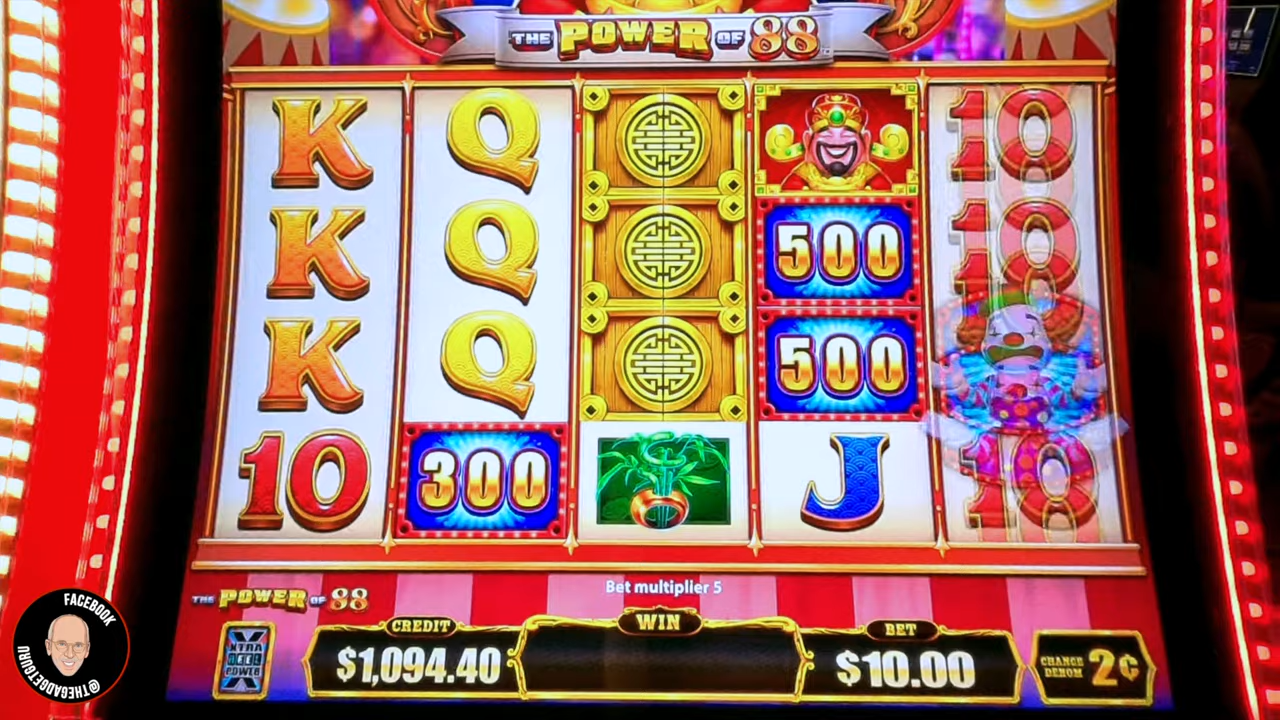 THE POWER OF 88
K Q 10
K Q 500 10
K Q 500
10 300 J 10
Bet multiplier 5
THE POWER OF 88
XTRA
REEL
POWER
CREDIT
$1,094.40
WIN
BET
$10.00
CHANGE
DENOM
2¢
FACEBOOK
@THEGADGETGURU